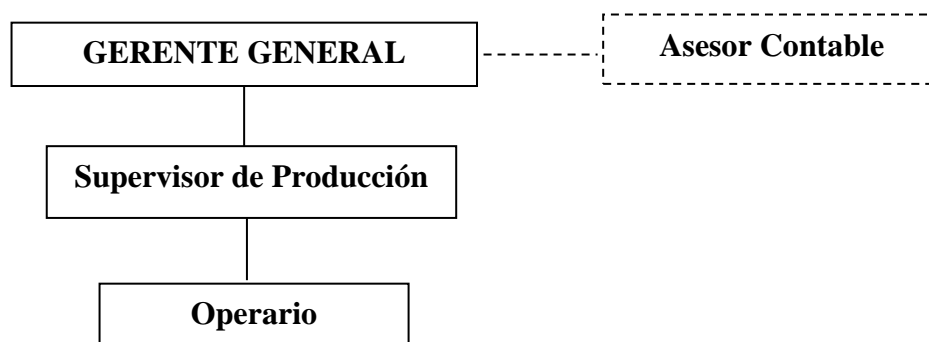 GERENTE GENERAL
Asesor Contable
Supervisor de Producción
Operario